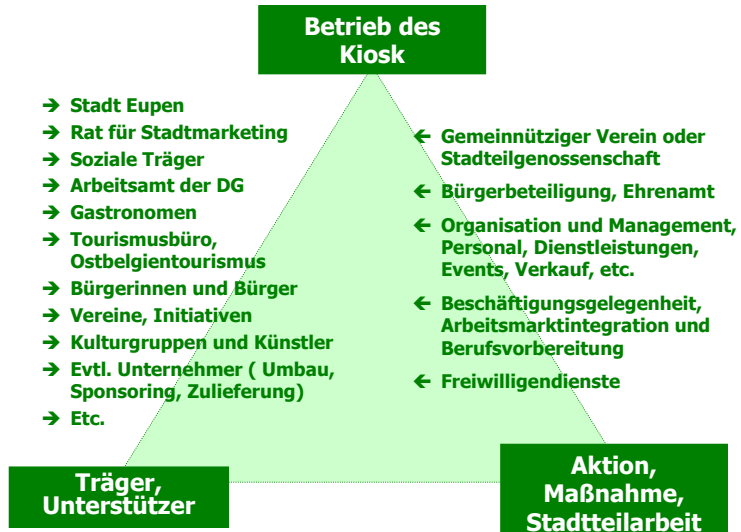 Betrieb des
Kiosk
➔ Stadt Eupen
➔ Rat für Stadtmarketing
➔ Soziale Träger
➔ Arbeitsamt der DG
➔ Gastronomen
➔ Tourismusbüro,
Ostbelgientourismus
➔ Bürgerinnen und Bürger
➔ Vereine, Initiativen
➔ Kulturgruppen und Künstler
➔ Evtl. Unternehmer ( Umbau,
Sponsoring, Zulieferung)
➔ Etc.
← Gemeinnütziger Verein oder
Stadteilgenossenschaft
← Bürgerbeteiligung, Ehrenamt
← Organisation und Management,
Personal, Dienstleistungen,
Events, Verkauf, etc.
← Beschäftigungsgelegenheit,
Arbeitsmarktintegration und
Berufsvorbereitung
← Freiwilligendienste
Träger,
Unterstützer
Aktion,
Maßnahme,
Stadtteilarbeit